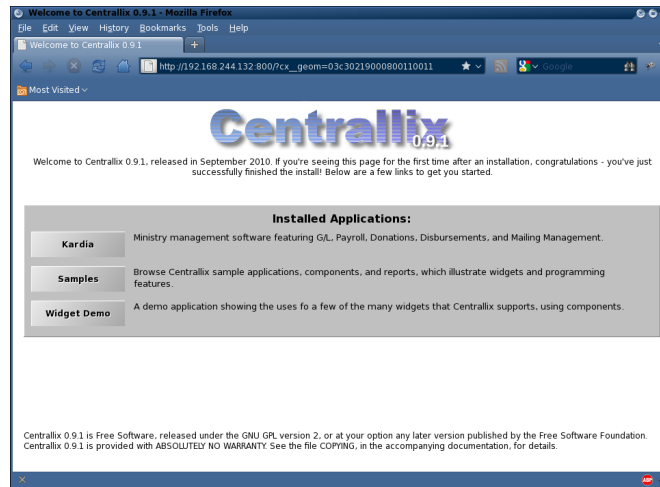 Welcome to Centrallix 0.9.1 - Mozilla Firefox
File Edit View History Bookmarks Tools Help
Welcome to Centrallix 0.9.1
http://192.168.244.132:800/?cx__geom=03c30219000800110011
Google
Most Visited
Centrallix
0.9.1
Welcome to Centrallix 0.9.1, released in September 2010. If you're seeing this page for the first time after an installation, congratulations - you've just
successfully finished the install! Below are a few links to get you started.
Installed Applications:
Kardia
Ministry management software featuring G/L, Payroll, Donations, Disbursements, and Mailing Management.
Samples
Browse Centrallix sample applications, components, and reports, which illustrate widgets and programming
features.
Widget Demo
A demo application showing the uses fo a few of the many widgets that Centrallix supports, using components.
Centrallix 0.9.1 is Free Software, released under the GNU GPL version 2, or at your option any later version published by the Free Software Foundation.
Centrallix 0.9.1 is provided with ABSOLUTELY NO WARRANTY. See the file COPYING, in the accompanying documentation, for details.
ABP